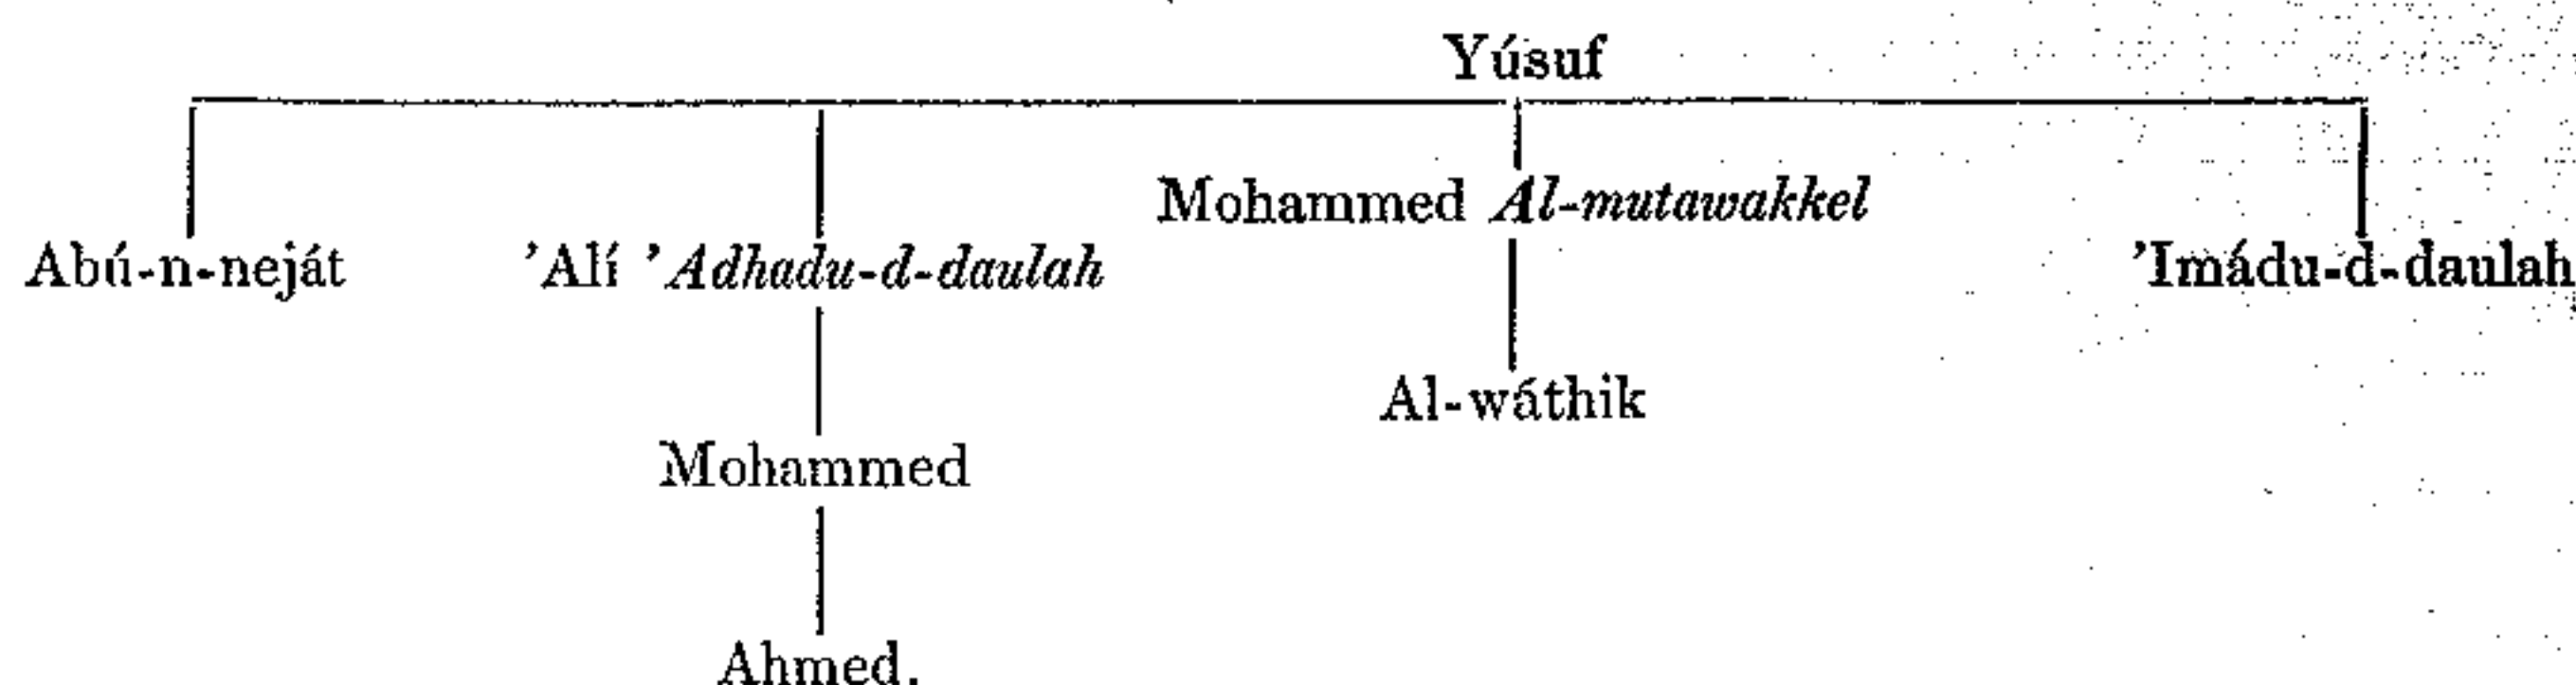 Yúsuf
Mohammed Al-mutawakkel
Abú-n-neját ’Alí ’Adhadu-d-daulah ’Imádu-d-daulah
Al-wáthik
Mohammed
Ahmed.